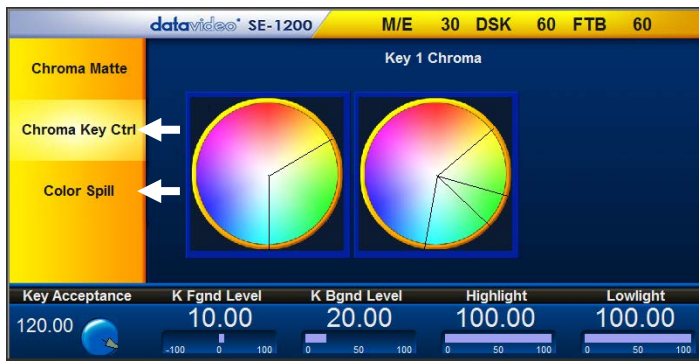 datavideo SE-1200 M/E 30 DSK 60 FTB 60
Key 1 Chroma
Chroma Matte
Chroma Key Ctrl
Color Spill
Key Acceptance K Fgnd Level K Bgnd Level Highlight Lowlight
120.00 10.00 20.00 100.00 100.00
-100 0 100 0 50 100 0 50 100 0 50 100